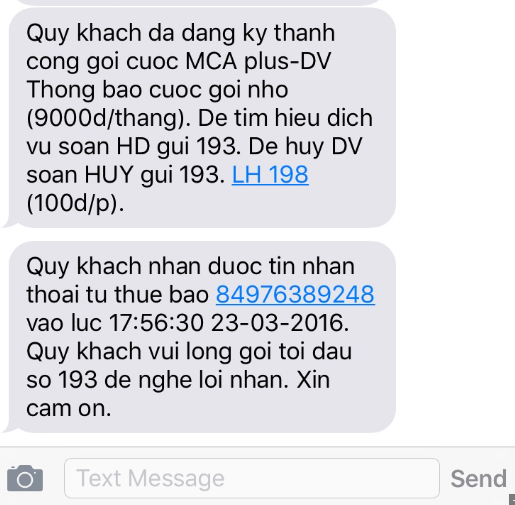 Quy khach da dang ky thanh
cong goi cuoc MCA plus-DV
Thong bao cuoc goi nho
(9000d/thang). De tim hieu dich
vu soan HD gui 193. De huy DV
soan HUY gui 193. LH 198
(100d/p).
Quy khach nhan duoc tin nhan
thoai tu thue bao 84976389248
vao luc 17:56:30 23-03-2016.
Quy khach vui long goi toi dau
so 193 de nghe loi nhan. Xin
cam on.
Text Message
Send